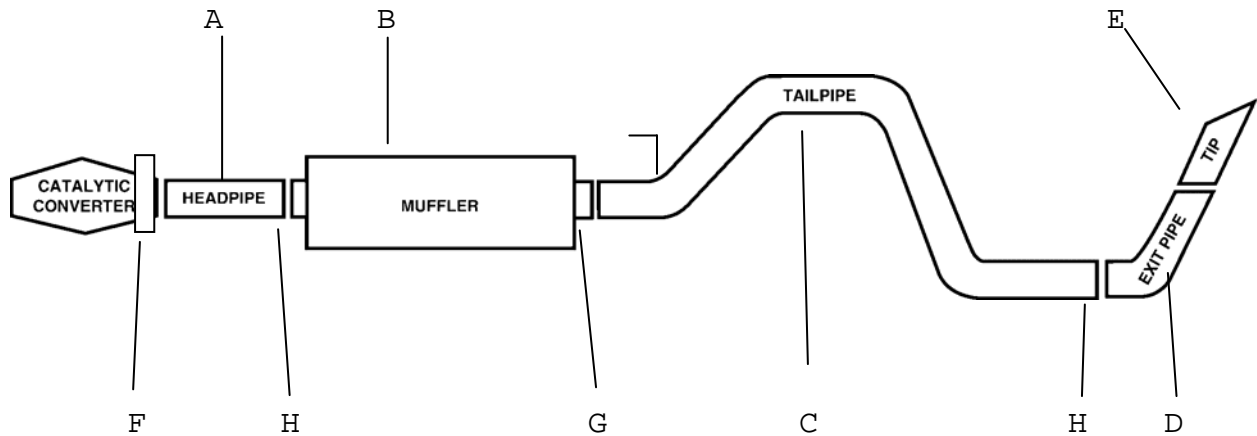 A
B
E
TAILPIPE
TIP
CATALYTIC
CONVERTER
HEADPIPE
MUFFLER
EXIT PIPE
F
H
G
C
H
D